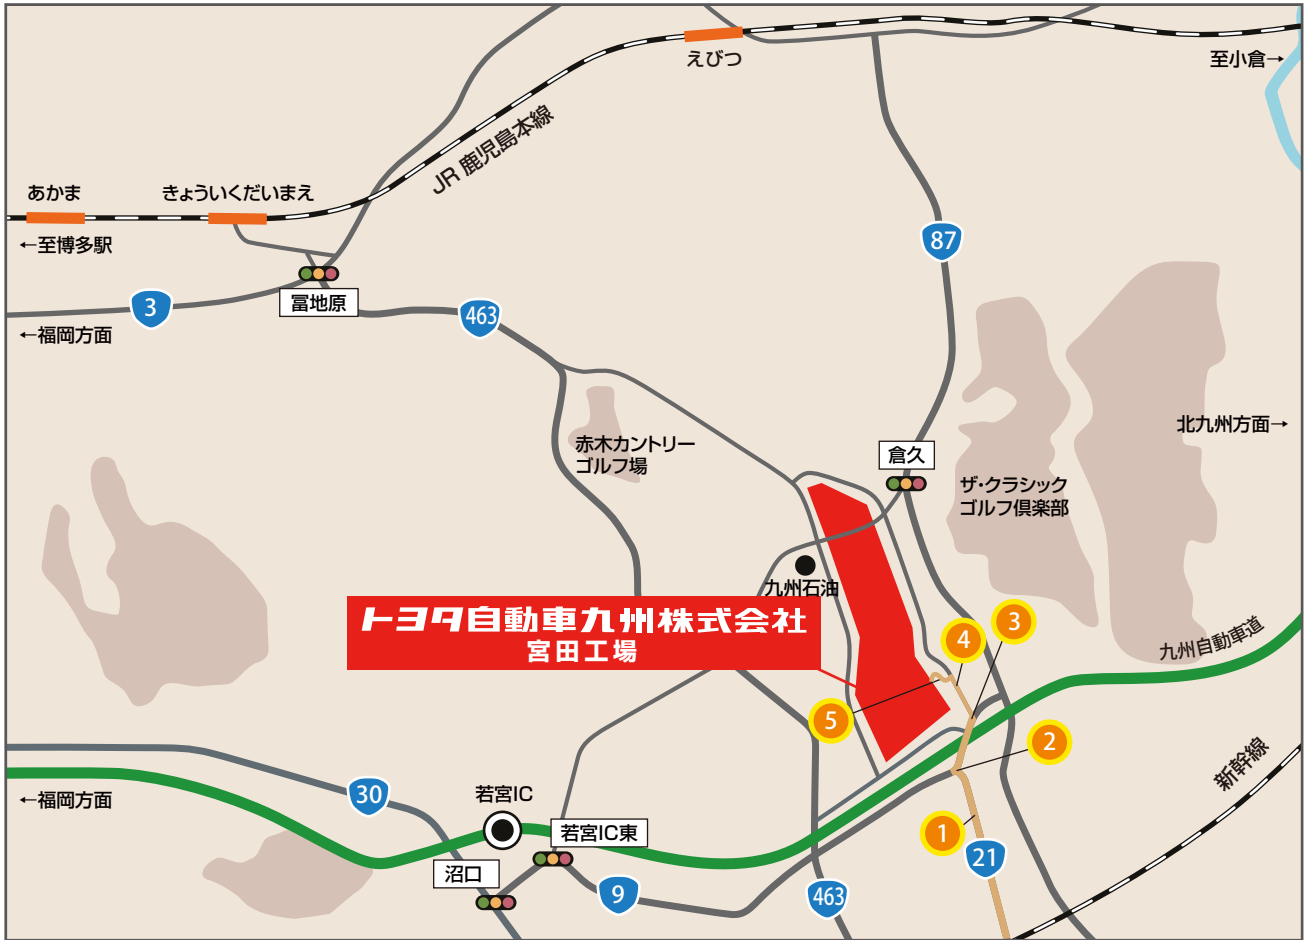 えびつ
至小倉→
JR 鹿児島本線
あかま
きょういくだいまえ
←至博多駅
87
3
冨地原
463
←福岡方面
赤木カントリー
ゴルフ場
倉久
北九州方面→
ザ・クラシック
ゴルフ倶楽部
九州石油
トヨタ自動車九州株式会社
宮田工場
3
4
九州自動車道
5
2
新幹線
30
若宮IC
←福岡方面
若宮IC東
1
21
沼口
9
463